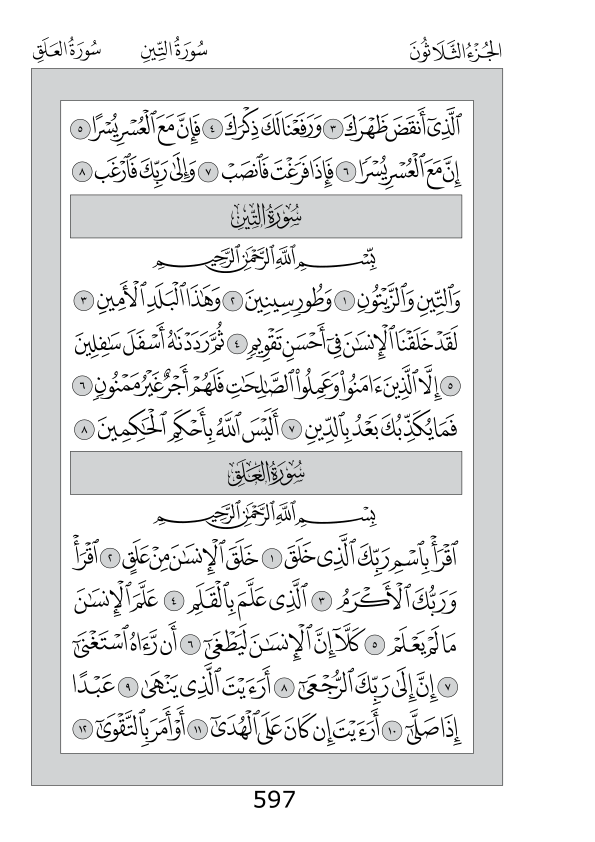 الجُزْءُ الثَّلَاثُونَ سُورَةُ التِّينِ سُورَةُ العَلَقِ
ٱلَّذِىٓ أَنقَضَ ظَهْرَكَ ٣ وَرَفَعْنَا لَكَ ذِكْرَكَ ٤ فَإِنَّ مَعَ ٱلْعُسْرِ يُسْرًا ٥
إِنَّ مَعَ ٱلْعُسْرِ يُسْرًا ٦ فَإِذَا فَرَغْتَ فَٱنصَبْ ٧ وَإِلَىٰ رَبِّكَ فَٱرْغَب ٨
سُورَةُ التِّينِ
بِسْمِ ٱللَّهِ ٱلرَّحْمَٰنِ ٱلرَّحِيمِ
وَٱلتِّينِ وَٱلزَّيْتُونِ ١ وَطُورِ سِينِينَ ٢ وَهَٰذَا ٱلْبَلَدِ ٱلْأَمِينِ ٣
لَقَدْ خَلَقْنَا ٱلْإِنسَٰنَ فِىٓ أَحْسَنِ تَقْوِيمٍ ٤ ثُمَّ رَدَدْنَٰهُ أَسْفَلَ سَٰفِلِينَ
٥ إِلَّا ٱلَّذِينَ ءَامَنُوا۟ وَعَمِلُوا۟ ٱلصَّٰلِحَٰتِ فَلَهُمْ أَجْرٌ غَيْرُ مَمْنُونٍ ٦
فَمَا يُكَذِّبُكَ بَعْدُ بِٱلدِّينِ ٧ أَلَيْسَ ٱللَّهُ بِأَحْكَمِ ٱلْحَٰكِمِينَ ٨
سُورَةُ العَلَقِ
بِسْمِ ٱللَّهِ ٱلرَّحْمَٰنِ ٱلرَّحِيمِ
ٱقْرَأْ بِٱسْمِ رَبِّكَ ٱلَّذِى خَلَقَ ١ خَلَقَ ٱلْإِنسَٰنَ مِنْ عَلَقٍ ٢ ٱقْرَأْ
وَرَبُّكَ ٱلْأَكْرَمُ ٣ ٱلَّذِى عَلَّمَ بِٱلْقَلَمِ ٤ عَلَّمَ ٱلْإِنسَٰنَ
مَا لَمْ يَعْلَمْ ٥ كَلَّآ إِنَّ ٱلْإِنسَٰنَ لَيَطْغَىٰٓ ٦ أَن رَّءَاهُ ٱسْتَغْنَىٰٓ
٧ إِنَّ إِلَىٰ رَبِّكَ ٱلرُّجْعَىٰٓ ٨ أَرَءَيْتَ ٱلَّذِى يَنْهَىٰ ٩ عَبْدًا
إِذَا صَلَّىٰٓ ١٠ أَرَءَيْتَ إِن كَانَ عَلَى ٱلْهُدَىٰٓ ١١ أَوْ أَمَرَ بِٱلتَّقْوَىٰٓ ١٢
597